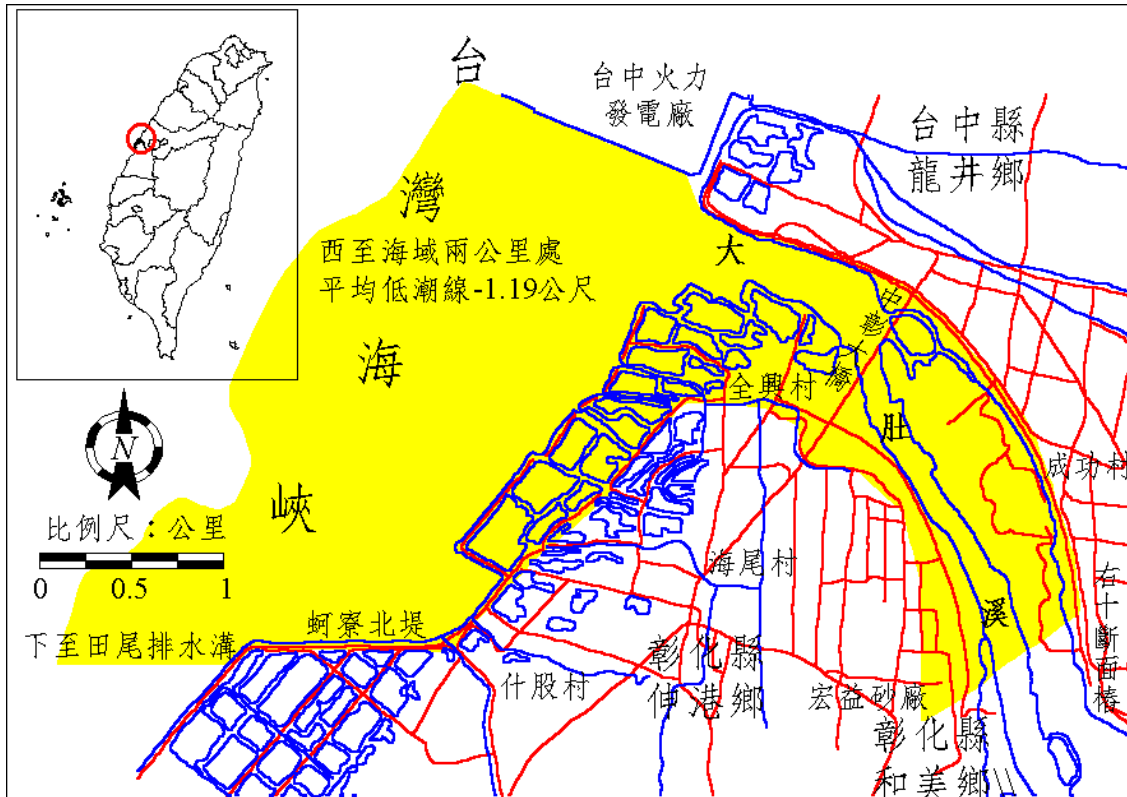 台
灣
海
峽
台中火力
發電廠
台中縣
龍井鄉
西至海域兩公里處
平均低潮線-1.19公尺
大
肚
溪
中彰大橋
全興村
成功村
N
比例尺：公里
0 0.5 1
海尾村
右十斷面樁
蚵寮北堤
下至田尾排水溝
什股村
彰化縣
伸港鄉
宏益砂廠
彰化縣
和美鄉